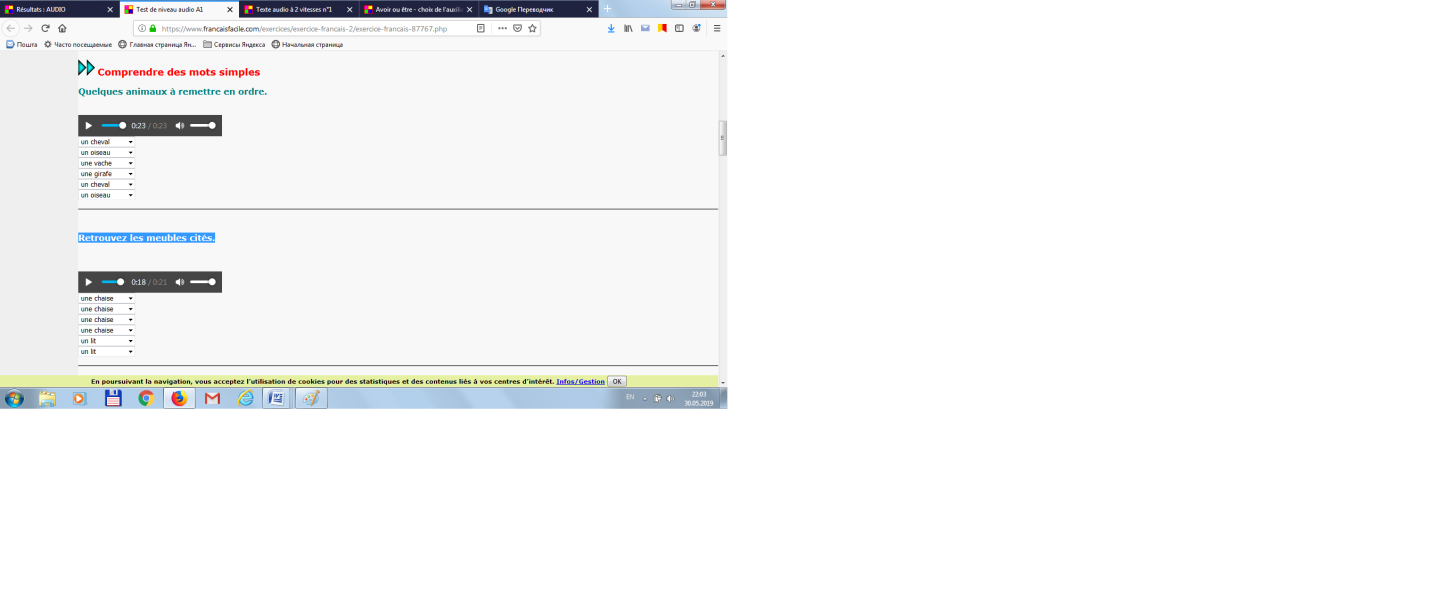 Résultats : AUDIO
Test de niveau audio A1
Texte audio à 2 vitesses n°1
Avoir ou être - choix de l'auxili
Google Переводчик
https://www.francaisfacile.com/exercices/exercice-francais-2/exercice-francais-87767.php
Почта Часто посещаемые Главная страница Ян... Сервисы Яндекса Начальная страница
Comprendre des mots simples
Quelques animaux à remettre en ordre.
0:23 / 0:23
un cheval
un oiseau
une vache
une girafe
un cheval
un oiseau
Retrouvez les meubles cités.
0:18 / 0:21
une chaise
une chaise
une chaise
une chaise
un lit
un lit
En poursuivant la navigation, vous acceptez l'utilisation de cookies pour des statistiques et des contenus liés à vos centres d'intérêt. Infos/Gestion OK
EN 22:03
30.05.2019